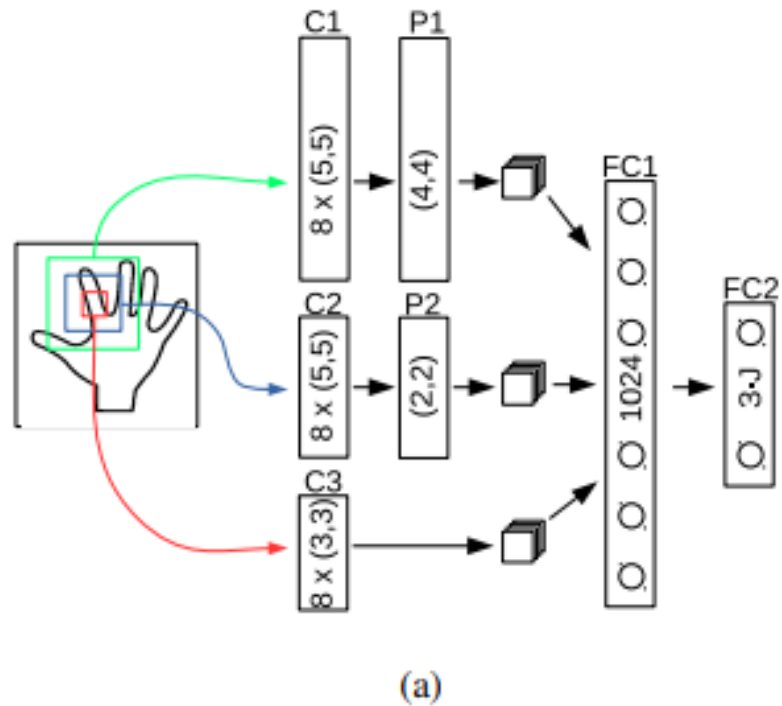 C1
P1
8 x (5,5)
(4,4)
C2
P2
8 x (5,5)
(2,2)
C3
8 x (3,3)
FC1
1024
FC2
3·J
(a)